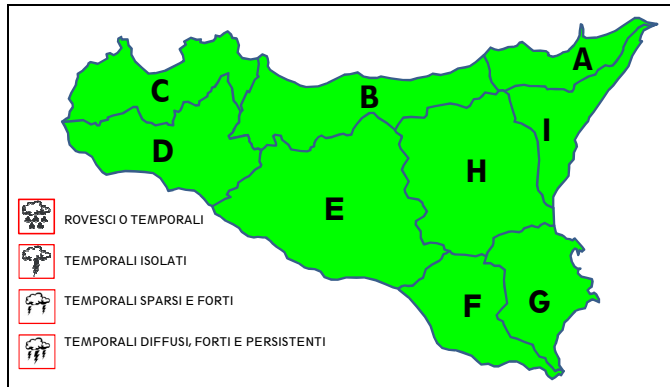 A
C
B
I
D
H
E
F
G
ROVESCI O TEMPORALI
TEMPORALI ISOLATI
TEMPORALI SPARSI E FORTI
TEMPORALI DIFFUSI, FORTI E PERSISTENTI